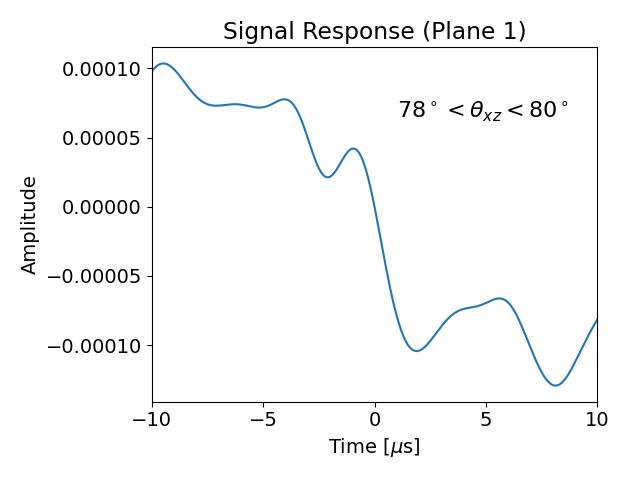 Signal Response (Plane 1)
78° < θxz < 80°
0.00010
0.00005
0.00000
−0.00005
−0.00010
Amplitude
−10
−5
0
5
10
Time [μs]